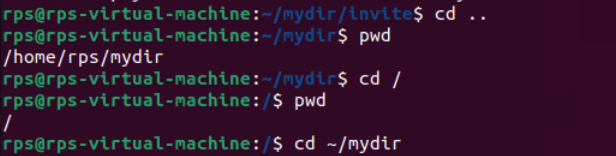 rps@rps-virtual-machine:~/mydir/invite$ cd ..
rps@rps-virtual-machine:~/mydir$ pwd
/home/rps/mydir
rps@rps-virtual-machine:~/mydir$ cd /
rps@rps-virtual-machine:/$ pwd
/
rps@rps-virtual-machine:/$ cd ~/mydir